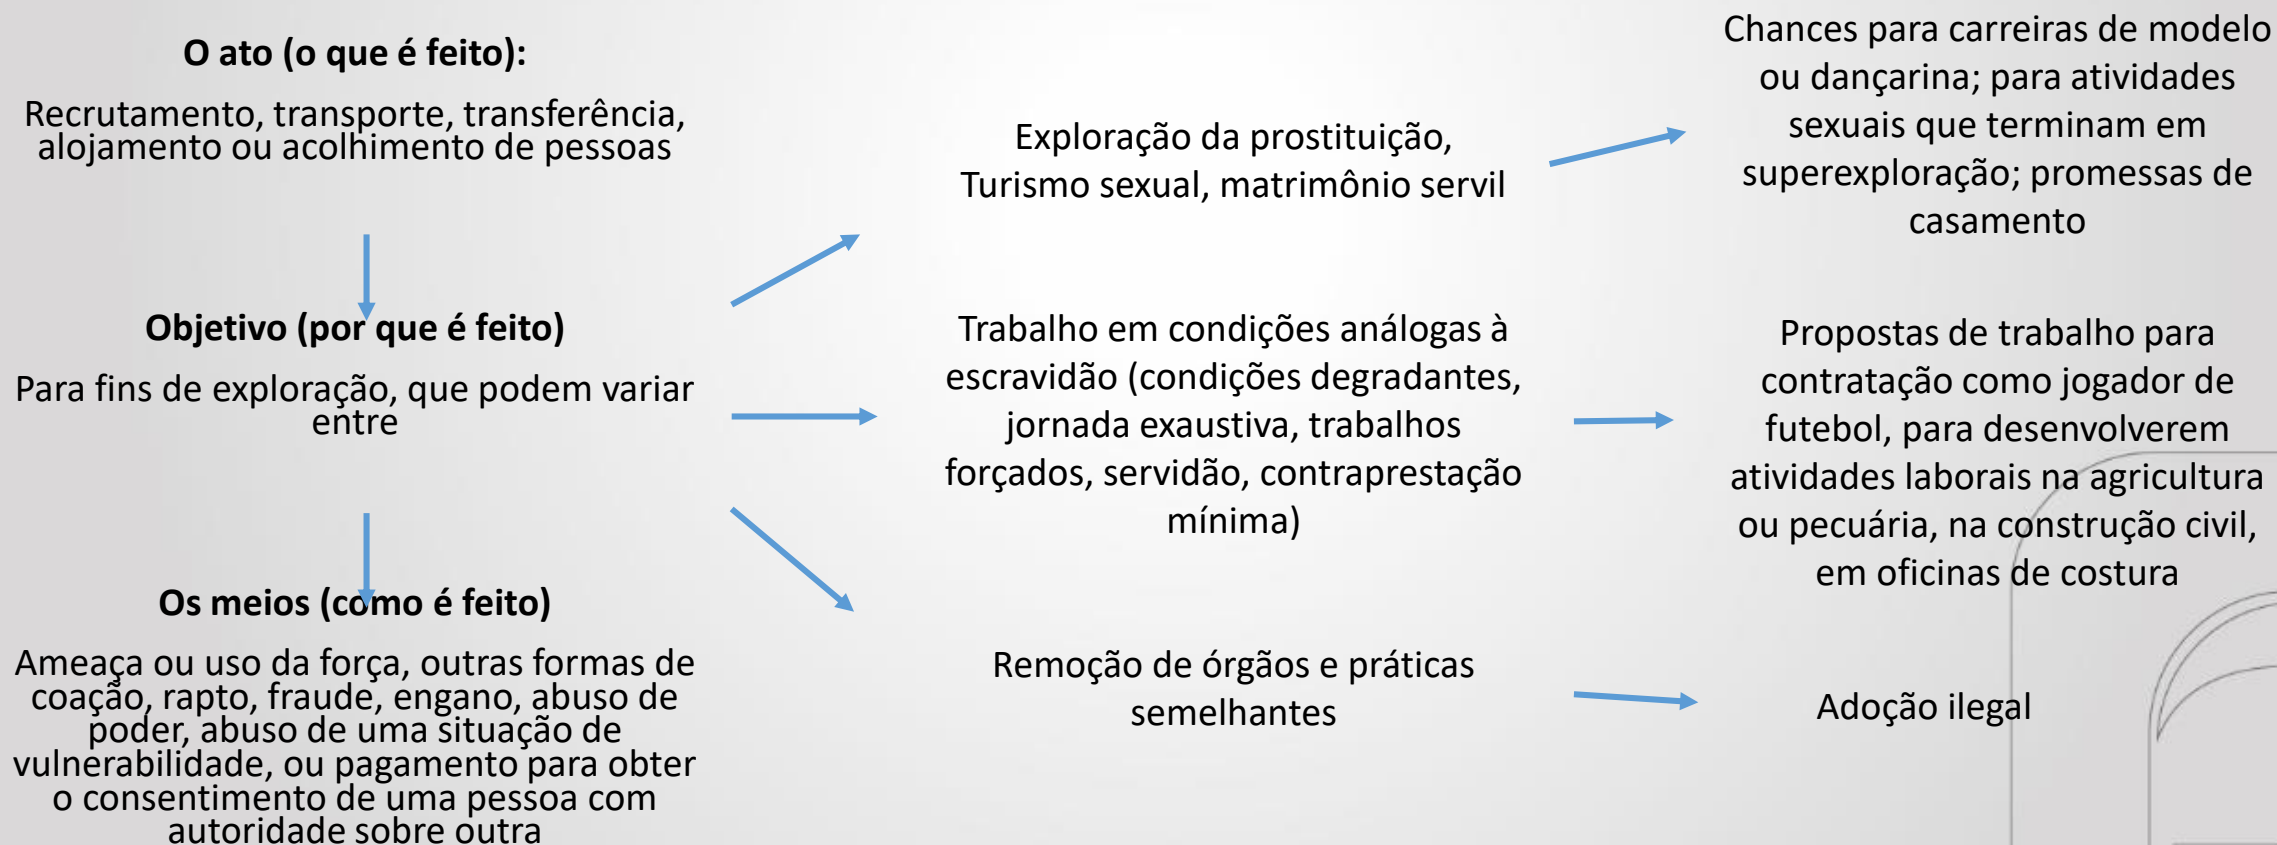 O ato (o que é feito):
Recrutamento, transporte, transferência,
alojamento ou acolhimento de pessoas
Objetivo (por que é feito)
Para fins de exploração, que podem variar
entre
Os meios (como é feito)
Ameaça ou uso da força, outras formas de
coação, rapto, fraude, engano, abuso de
poder, abuso de uma situação de
vulnerabilidade, ou pagamento para obter
o consentimento de uma pessoa com
autoridade sobre outra
Exploração da prostituição,
Turismo sexual, matrimônio servil
Trabalho em condições análogas à
escravidão (condições degradantes,
jornada exaustiva, trabalhos
forçados, servidão, contraprestação
mínima)
Remoção de órgãos e práticas
semelhantes
Chances para carreiras de modelo
ou dançarina; para atividades
sexuais que terminam em
superexploração; promessas de
casamento
Propostas de trabalho para
contratação como jogador de
futebol, para desenvolverem
atividades laborais na agricultura
ou pecuária, na construção civil,
em oficinas de costura
Adoção ilegal